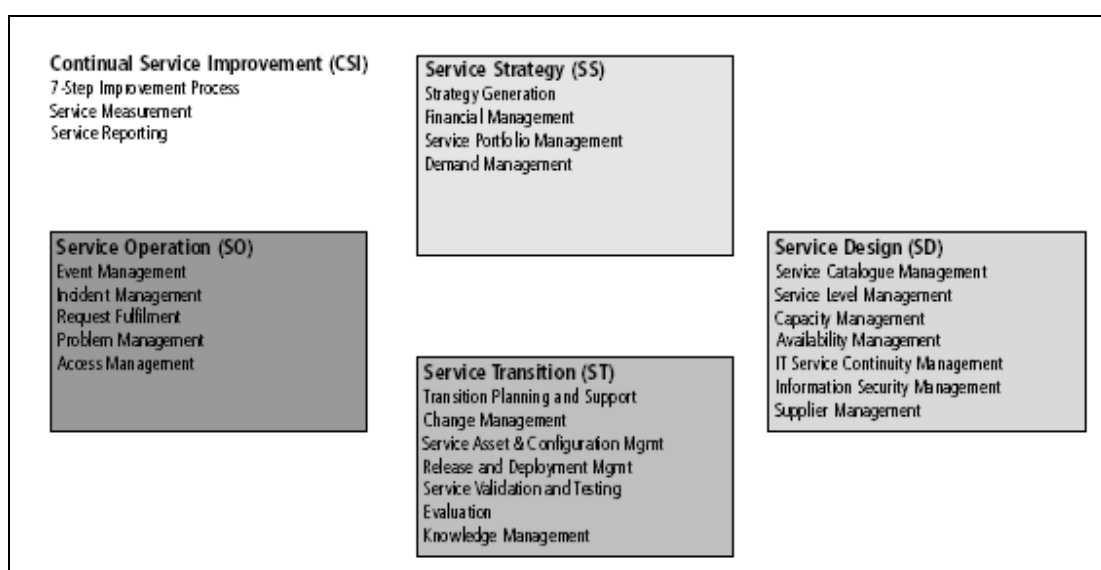 Continual Service Improvement (CSI)
7-Step Improvement Process
Service Measurement
Service Reporting
Service Strategy (SS)
Strategy Generation
Financial Management
Service Portfolio Management
Demand Management
Service Operation (SO)
Event Management
Incident Management
Request Fulfilment
Problem Management
Access Management
Service Design (SD)
Service Catalogue Management
Service Level Management
Capacity Management
Availability Management
IT Service Continuity Management
Information Security Management
Supplier Management
Service Transition (ST)
Transition Planning and Support
Change Management
Service Asset & Configuration Mgmt
Release and Deployment Mgmt
Service Validation and Testing
Evaluation
Knowledge Management